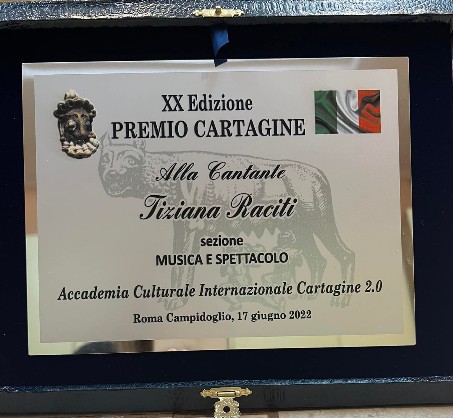 XX Edizione
PREMIO CARTAGINE
Alla Cantante
Tiziana Raciti
sezione
MUSICA E SPETTACOLO
Accademia Culturale Internazionale Cartagine 2.0
Roma Campidoglio, 17 giugno 2022